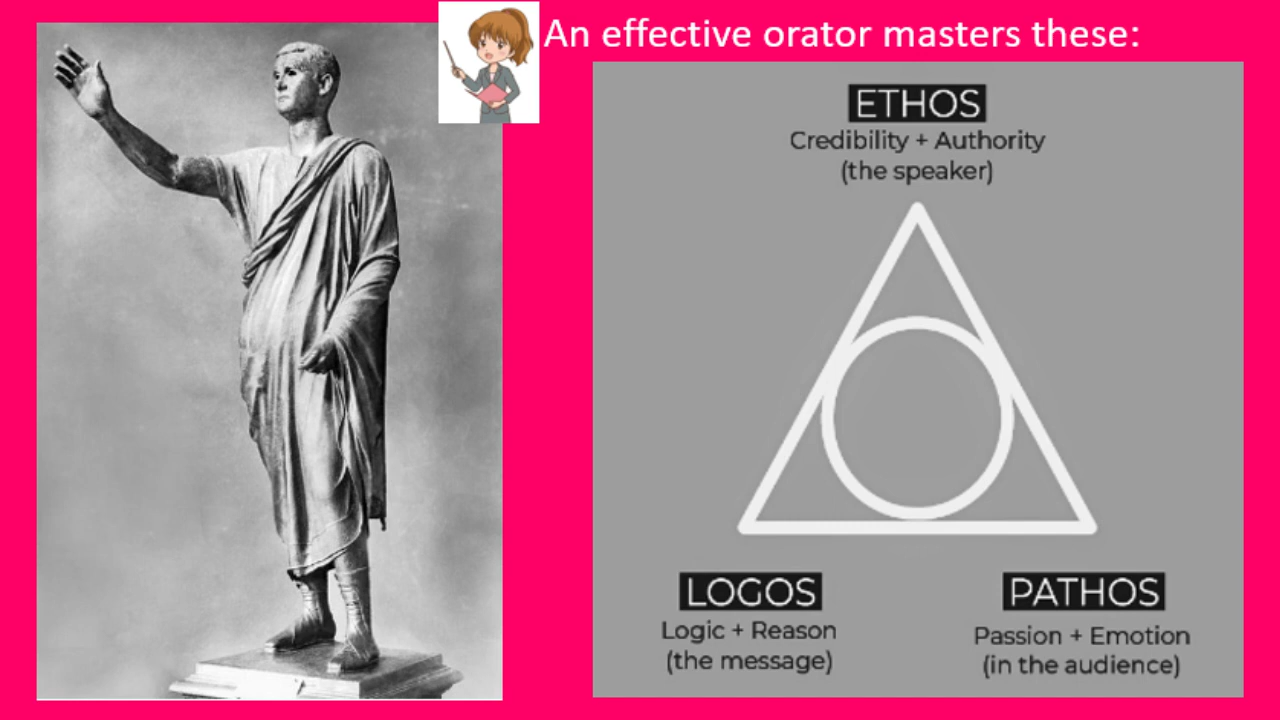 An effective orator masters these:
ETHOS
Credibility + Authority
(the speaker)
LOGOS
Logic + Reason
(the message)
PATHOS
Passion + Emotion
(in the audience)